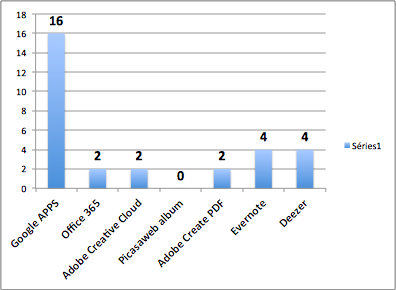 18
16
14
12
10
8
6
4
2
0
16
2
2
0
2
4
4
Google APPS
Office 365
Adobe Creative Cloud
Picasaweb album
Adobe Create PDF
Evernote
Deezer
Séries1